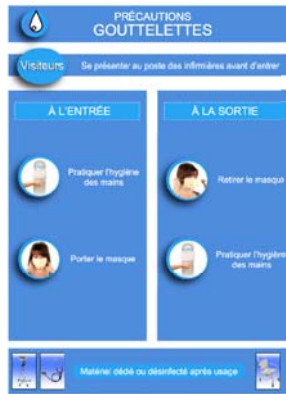 PRÉCAUTIONS
GOUTTELETTES
Visiteurs
Se présenter au poste des infirmières avant d'entrer
À L'ENTRÉE
Pratiquer l'hygiène
des mains
Porter le masque
À LA SORTIE
Retirer le masque
Pratiquer l'hygiène
des mains
Matériel dédié ou désinfecté après usage